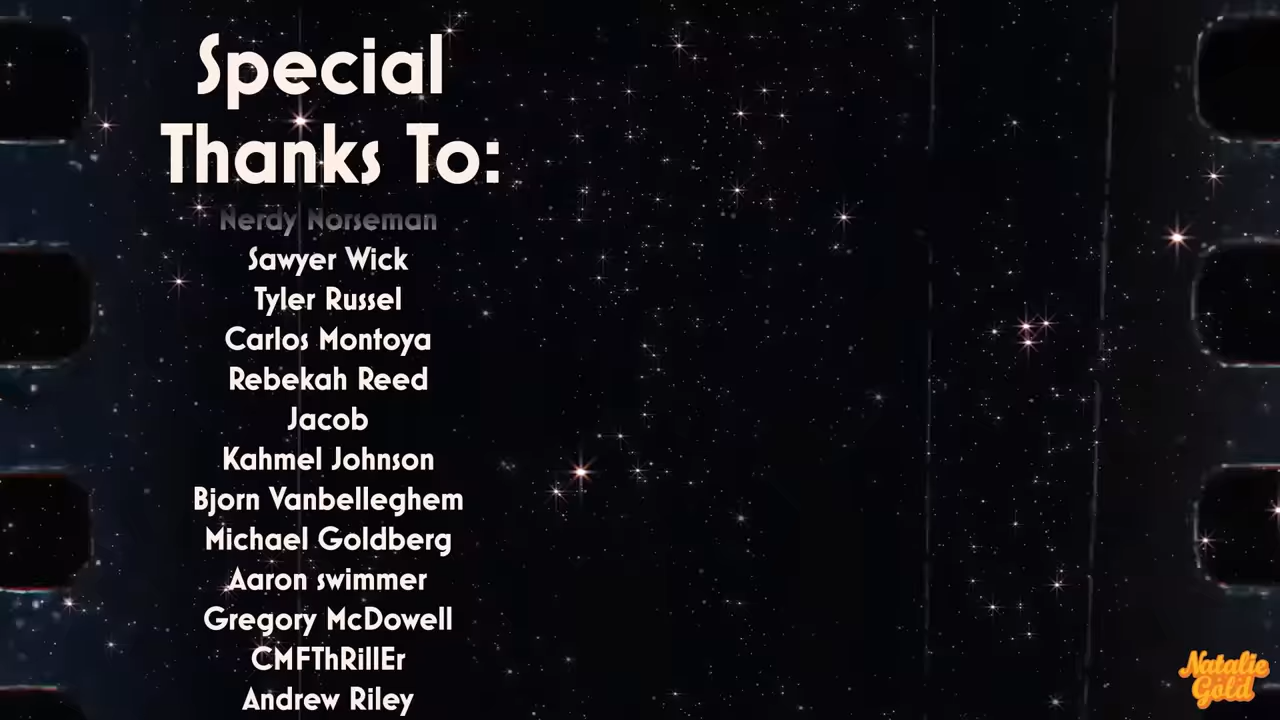 Special
Thanks To:
Nerdy Norseman
Sawyer Wick
Tyler Russel
Carlos Montoya
Rebekah Reed
Jacob
Kahmel Johnson
Bjorn Vanbelleghem
Michael Goldberg
Aaron swimmer
Gregory McDowell
CMFThRillEr
Andrew Riley
Natalie
Gold